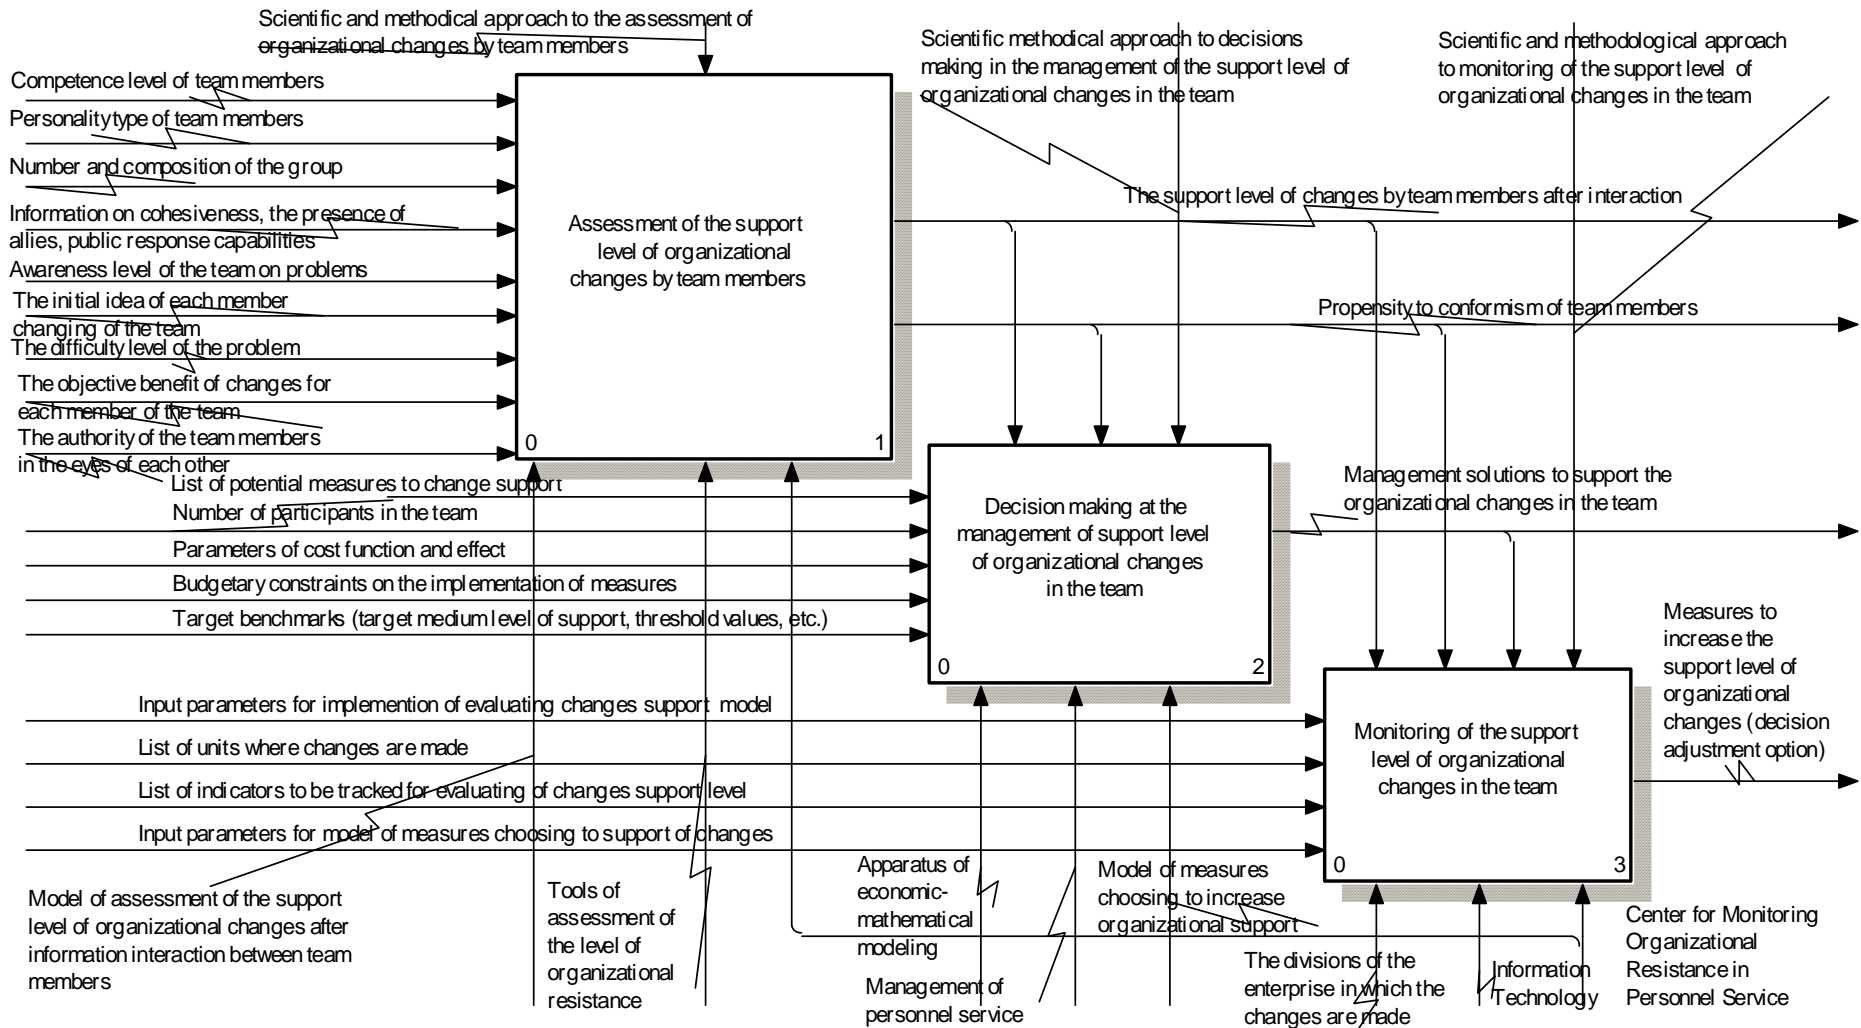 Scientific and methodical approach to the assessment of
organizational changes by team members
Scientific methodical approach to decisions
making in the management of the support level of
organizational changes in the team
Scientific and methodological approach
to monitoring of the support level of
organizational changes in the team
Competence level of team members
Personality type of team members
Number and composition of the group
Information on cohesiveness, the presence of
allies, public response capabilities
Awareness level of the team on problems
The initial idea of each member
changing of the team
The difficulty level of the problem
The objective benefit of changes for
each member of the team
The authority of the team members
in the eyes of each other
Assessment of the support
level of organizational
changes by team members
0
1
The support level of changes by team members after interaction
Propensity to conformism of team members
List of potential measures to change support
Number of participants in the team
Parameters of cost function and effect
Budgetary constraints on the implementation of measures
Target benchmarks (target medium level of support, threshold values, etc.)
Decision making at the
management of support level
of organizational changes
in the team
0
2
Management solutions to support the
organizational changes in the team
Measures to
increase the
support level of
organizational
changes (decision
adjustment option)
Input parameters for implemention of evaluating changes support model
List of units where changes are made
List of indicators to be tracked for evaluating of changes support level
Input parameters for model of measures choosing to support of changes
Monitoring of the support
level of organizational
changes in the team
0
3
Model of assessment of the support
level of organizational changes after
information interaction between team
members
Tools of
assessment of
the level of
organizational
resistance
Apparatus of
economic-
mathematical
modeling
Management of
personnel service
Model of measures
choosing to increase
organizational support
The divisions of the
enterprise in which the
changes are made
Information
Technology
Center for Monitoring
Organizational
Resistance in
Personnel Service